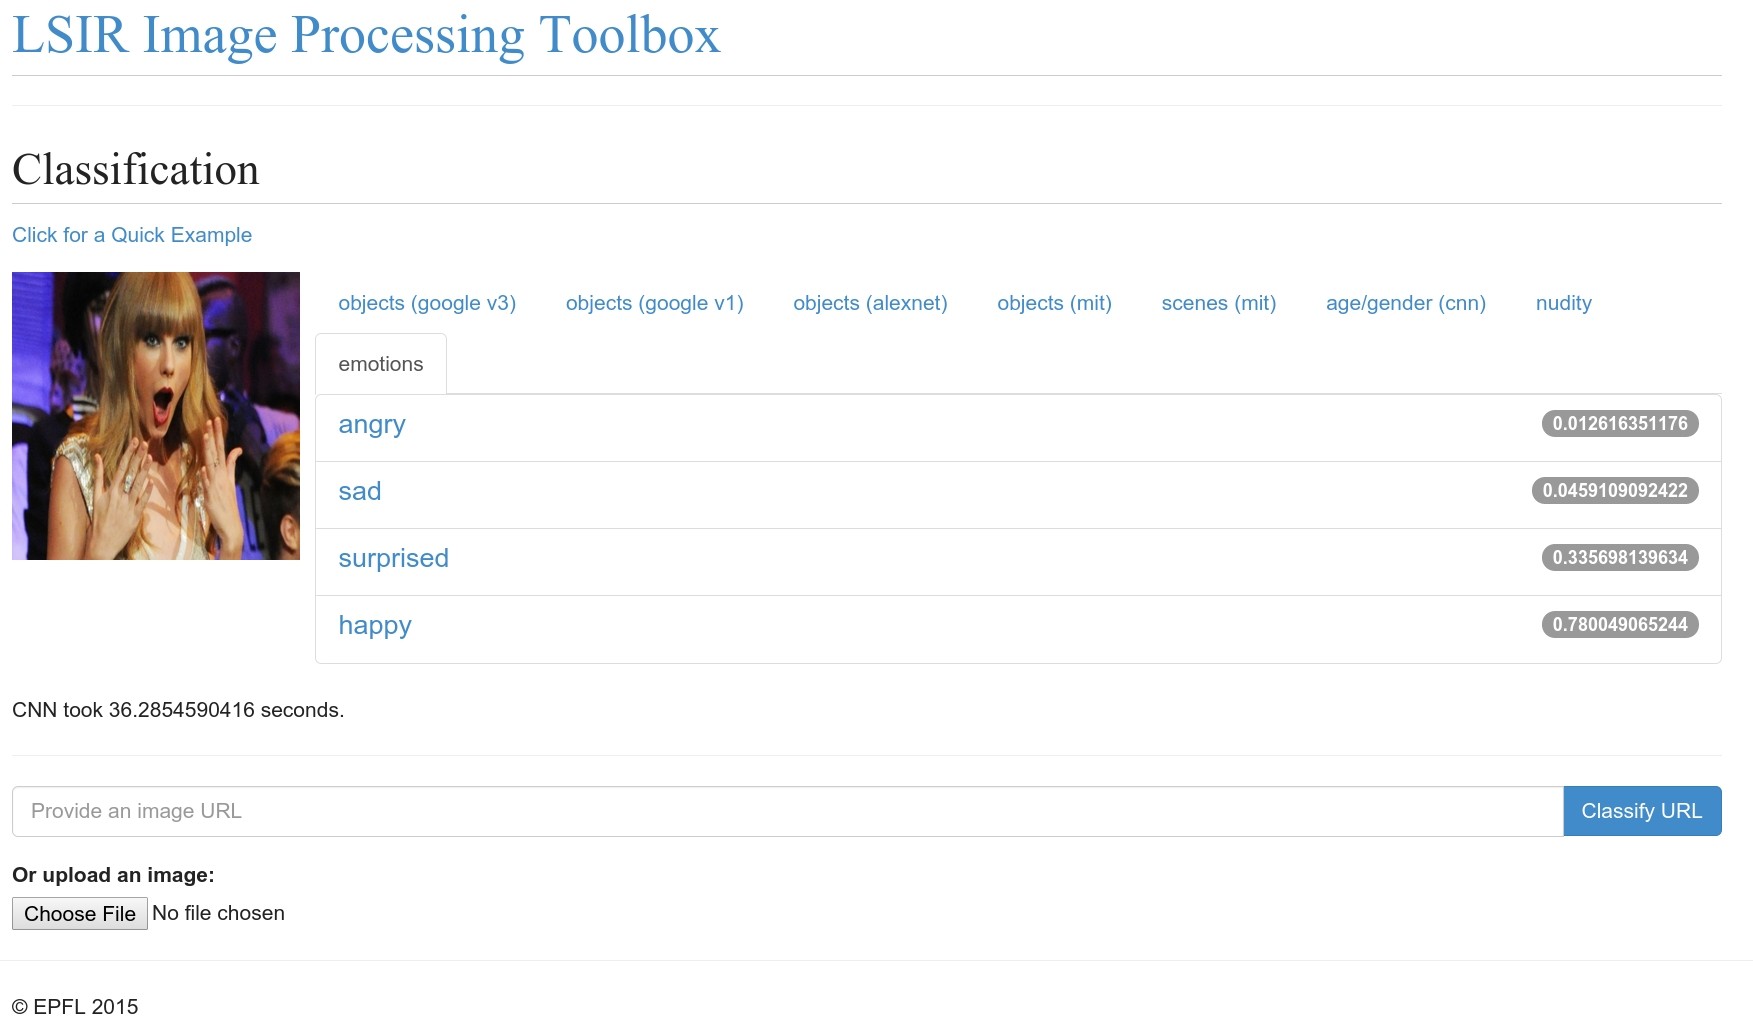 LSIR Image Processing Toolbox
Classification
Click for a Quick Example
objects (google v3) objects (google v1) objects (alexnet) objects (mit) scenes (mit) age/gender (cnn) nudity
emotions
angry 0.012616351176
sad 0.0459109092422
surprised 0.335698139634
happy 0.780049065244
CNN took 36.2854590416 seconds.
Provide an image URL Classify URL
Or upload an image:
Choose File No file chosen
© EPFL 2015